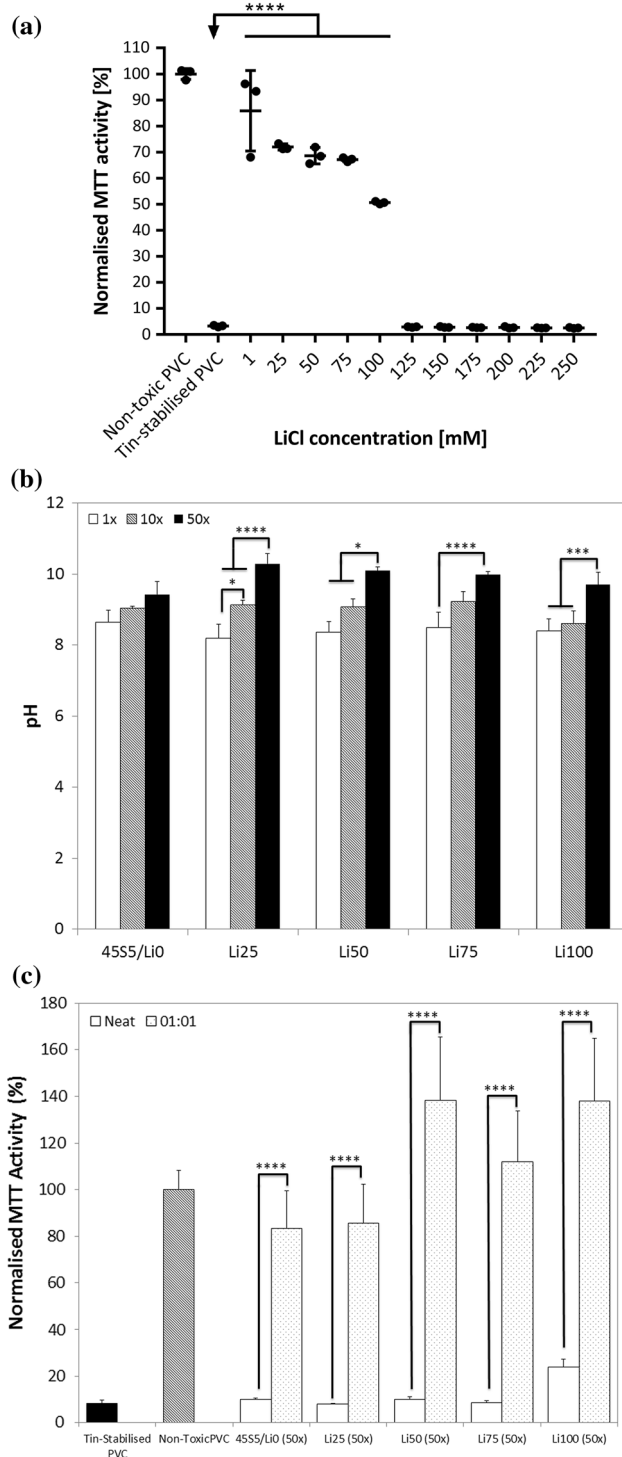 (a)
****
Normalised MTT activity [%]
110
100
90
80
70
60
50
40
30
20
10
0
Non-toxic PVC
Tin-stabilised PVC
1
25
50
75
100
125
150
175
200
225
250
LiCl concentration [mM]
(b)
12
10
8
6
4
2
0
pH
1x 10x 50x
****
*
*
****
***
45S5/Li0 Li25 Li50 Li75 Li100
(c)
180
160
140
120
100
80
60
40
20
0
Normalised MTT Activity (%)
Neat 01:01
****
****
****
****
****
Tin-Stabilised PVC
Non-ToxicPVC
45S5/Li0 (50x)
Li25 (50x)
Li50 (50x)
Li75 (50x)
Li100 (50x)